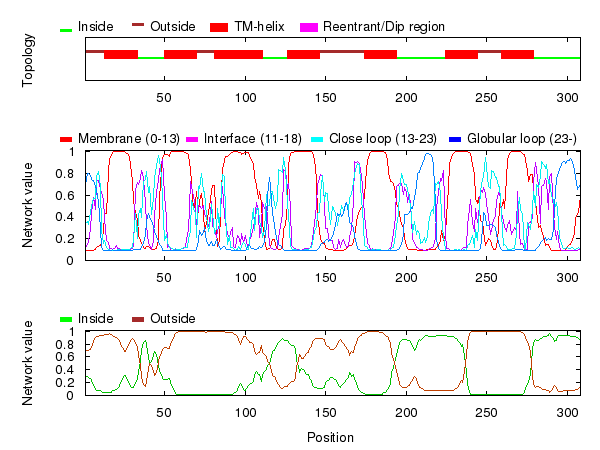 Inside Outside TM-helix Reentrant/Dip region
Topology
50 100 150 200 250 300
Membrane (0-13) Interface (11-18) Close loop (13-23) Globular loop (23-)
Network value
1
0.8
0.6
0.4
0.2
0
50 100 150 200 250 300
Inside Outside
Network value
1
0.8
0.6
0.4
0.2
0
50 100 150 200 250 300
Position